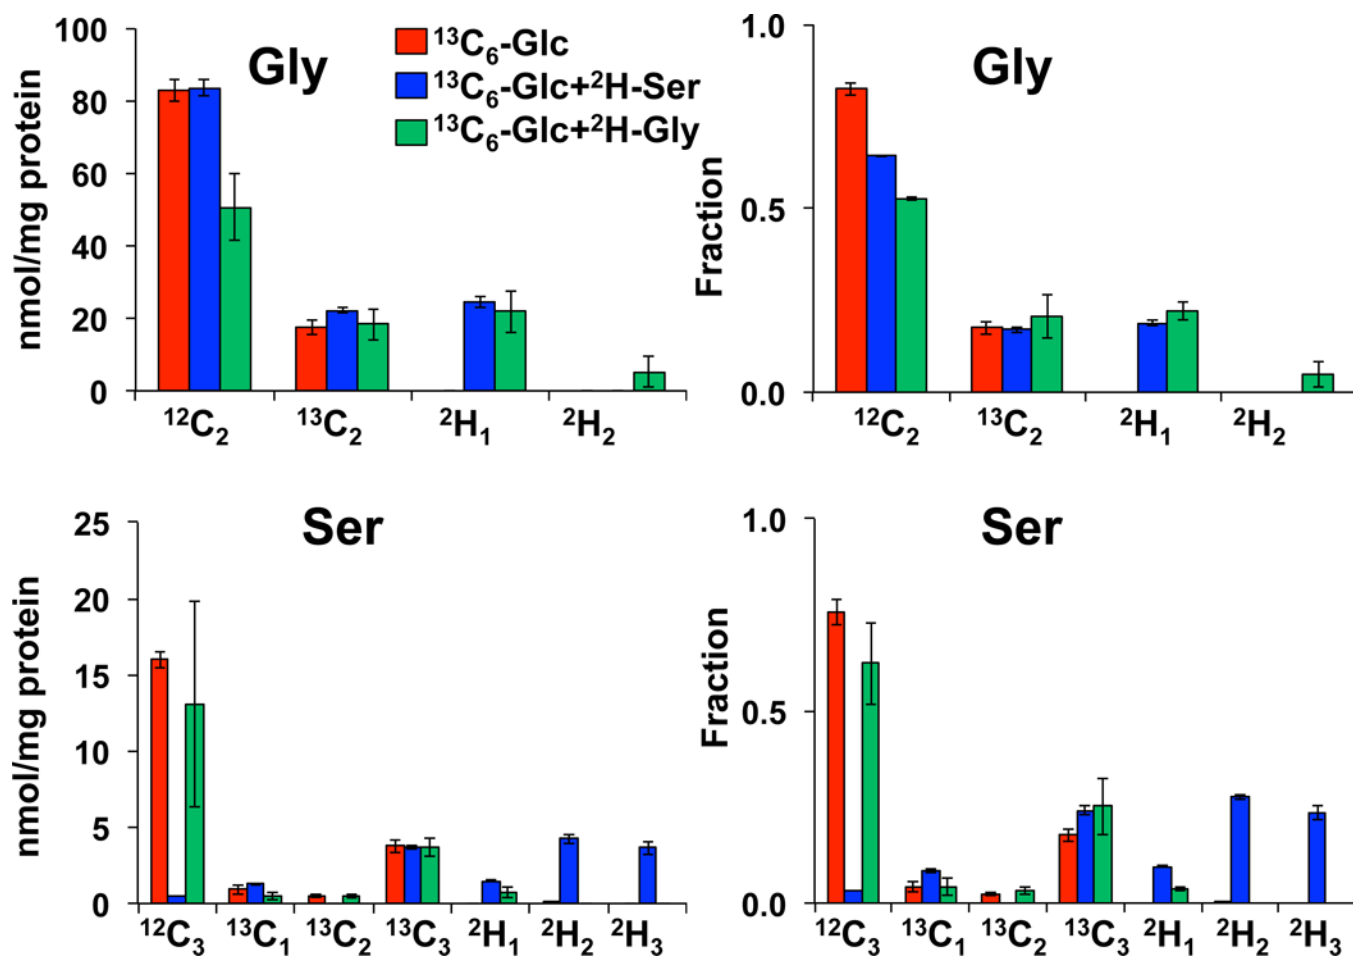 Gly
¹³C₆-Glc
¹³C₆-Glc+²H-Ser
¹³C₆-Glc+²H-Gly
nmol/mg protein
100
80
60
40
20
0
¹²C₂ ¹³C₂ ²H₁ ²H₂
Gly
Fraction
1.0
0.5
0.0
¹²C₂ ¹³C₂ ²H₁ ²H₂
Ser
nmol/mg protein
25
20
15
10
5
0
¹²C₃ ¹³C₁ ¹³C₂ ¹³C₃ ²H₁ ²H₂ ²H₃
Ser
Fraction
1.0
0.5
0.0
¹²C₃ ¹³C₁ ¹³C₂ ¹³C₃ ²H₁ ²H₂ ²H₃